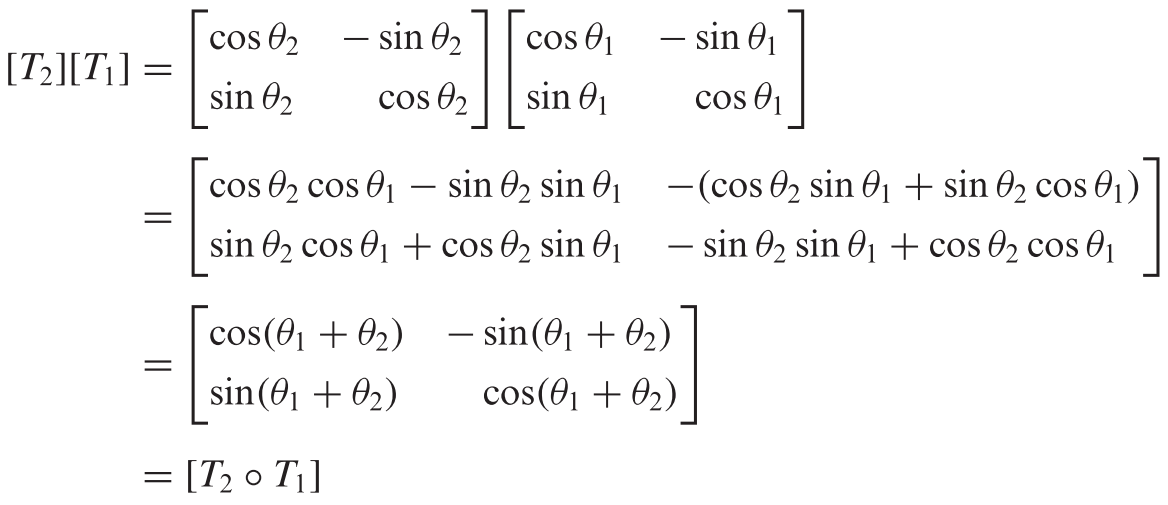 [T₂][T₁] = [cos θ₂ − sin θ₂; sin θ₂ cos θ₂] [cos θ₁ − sin θ₁; sin θ₁ cos θ₁]
= [cos θ₂ cos θ₁ − sin θ₂ sin θ₁ −(cos θ₂ sin θ₁ + sin θ₂ cos θ₁); sin θ₂ cos θ₁ + cos θ₂ sin θ₁ − sin θ₂ sin θ₁ + cos θ₂ cos θ₁]
= [cos(θ₁ + θ₂) − sin(θ₁ + θ₂); sin(θ₁ + θ₂) cos(θ₁ + θ₂)]
= [T₂ ∘ T₁]